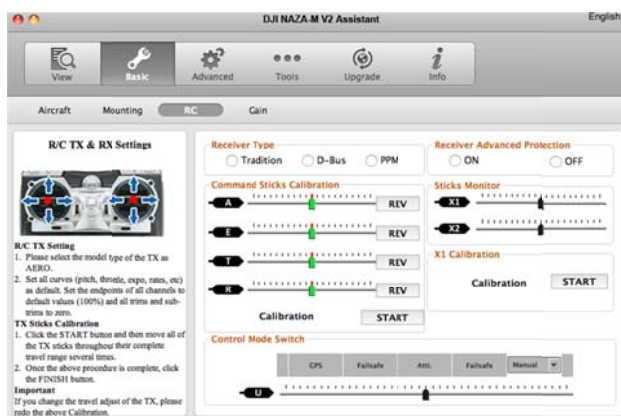 DJI NAZA-M V2 Assistant
English
View
Basic
Advanced
Tools
Upgrade
Info
Aircraft
Mounting
RC
Gain
R/C TX & RX Settings
R/C TX Setting
1. Please select the model type of the TX as
AERO.
2. Set all curves (pitch, throttle, expo, rates, etc)
as default. Set the endpoints of all channels to
default values (100%) and all trims and sub-
trims to zero.
TX Sticks Calibration
1. Click the START button and then move all of
the TX sticks throughout their complete
travel range several times.
2. Once the above procedure is complete, click
the FINISH button.
Important
If you change the travel adjust of the TX, please
redo the above Calibration.
Receiver Type
Tradition
D-Bus
PPM
Receiver Advanced Protection
ON
OFF
Command Sticks Calibration
A
REV
E
REV
T
REV
R
REV
Calibration
START
Sticks Monitor
X1
X2
X1 Calibration
Calibration
START
Control Mode Switch
GPS
Failsafe
Atti.
Failsafe
Manual
U